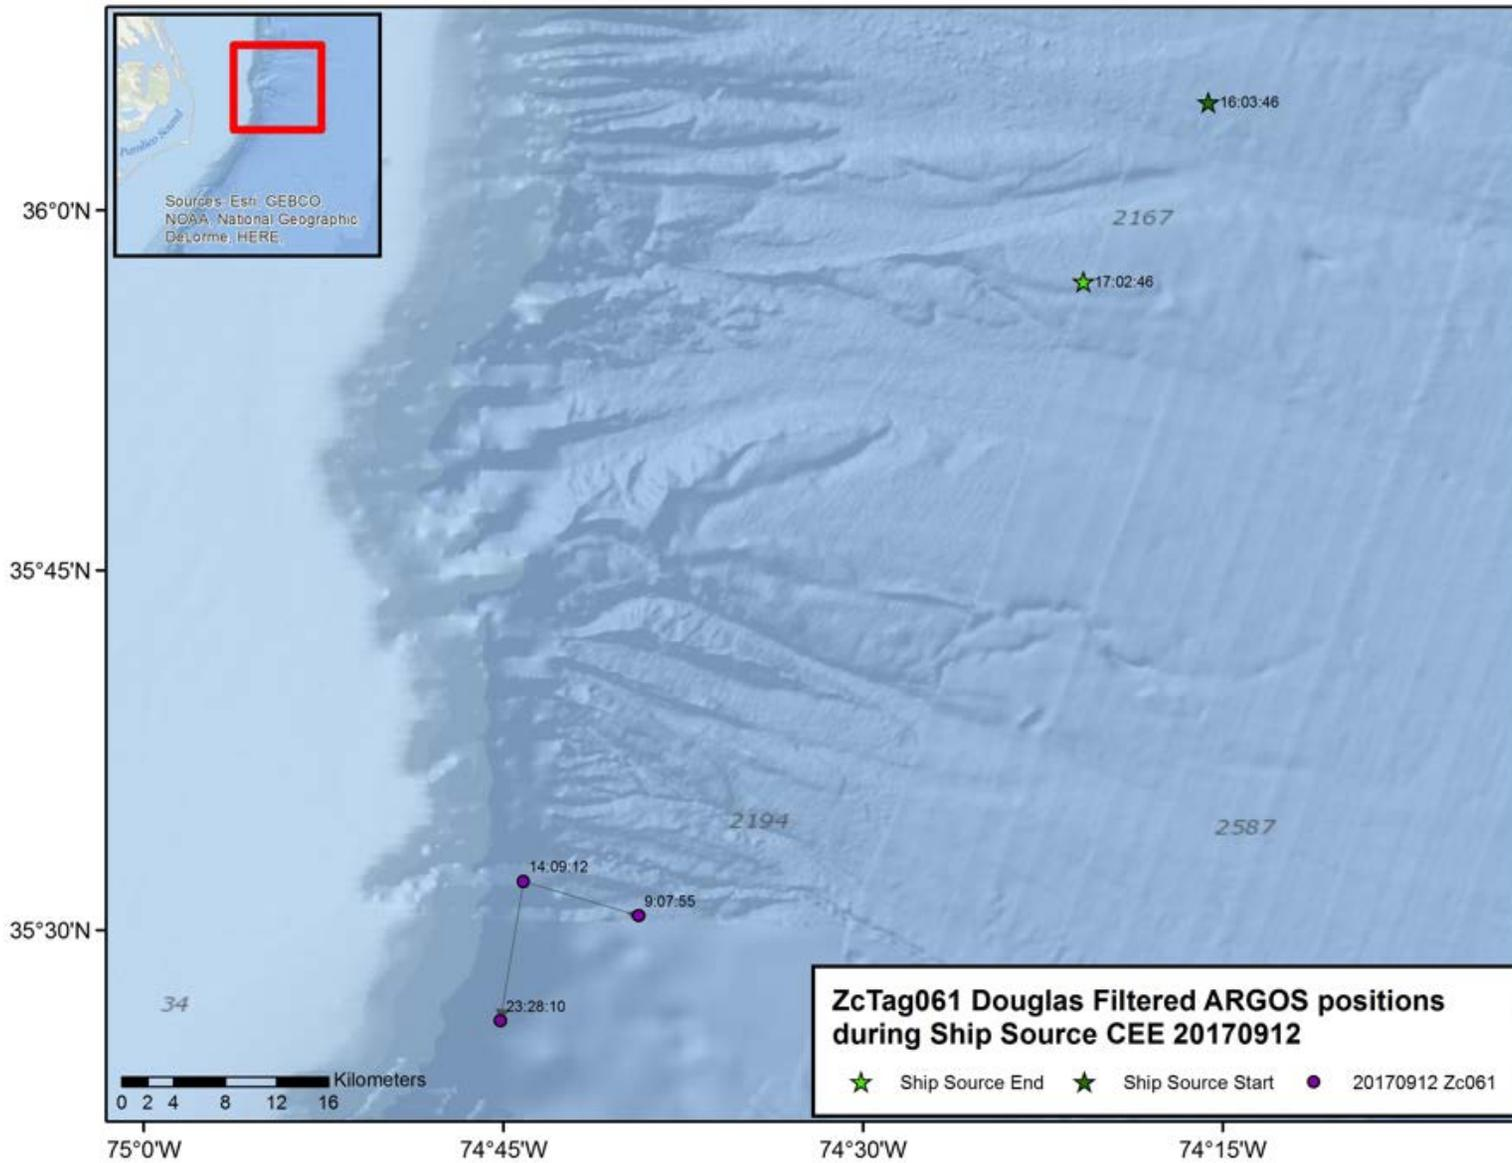 Pamlico Sound
Sources: Esri, GEBCO,
NOAA, National Geographic
DeLorme, HERE,
16:03:46
36°0'N
2167
17:02:46
35°45'N
2194
2587
14:09:12
9:07:55
35°30'N
34
23:28:10
ZcTag061 Douglas Filtered ARGOS positions
during Ship Source CEE 20170912
Ship Source End
Ship Source Start
20170912 Zc061
Kilometers
0 2 4 8 12 16
75°0'W
74°45'W
74°30'W
74°15'W